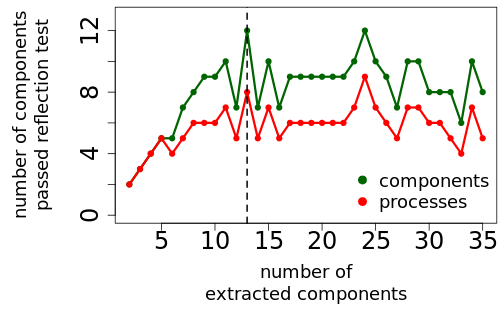 number of components
passed reflection test
12
8
4
0
components
processes
5 10 15 20 25 30 35
number of
extracted components